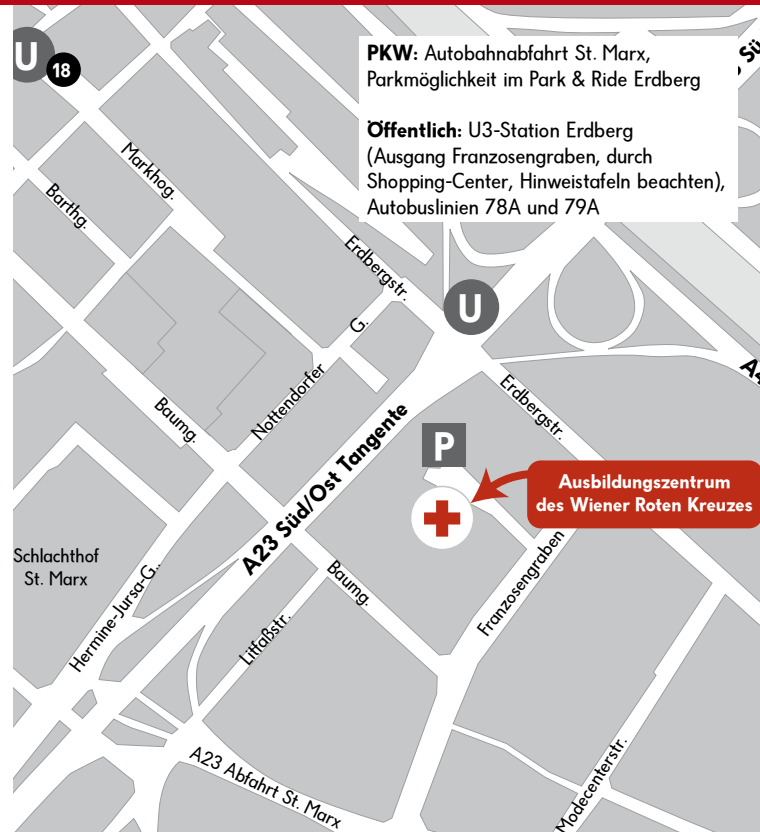 U
18
PKW: Autobahnabfahrt St. Marx,
Parkmöglichkeit im Park & Ride Erdberg
Öffentlich: U3-Station Erdberg
(Ausgang Franzosengraben, durch
Shopping-Center, Hinweistafeln beachten),
Autobuslinien 78A und 79A
Sü
Markhog.
Barthg.
Erdbergstr.
U
Nottendorfer G.
A4
Erdbergstr.
Baumg.
P
A23 Süd/Ost Tangente
Ausbildungszentrum
des Wiener Roten Kreuzes
Schlachthof
St. Marx
Hermine-Jursa-G..
Baumg.
Franzosengraben
Litfaßstr.
A23 Abfahrt St. Marx
Modecenterstr.